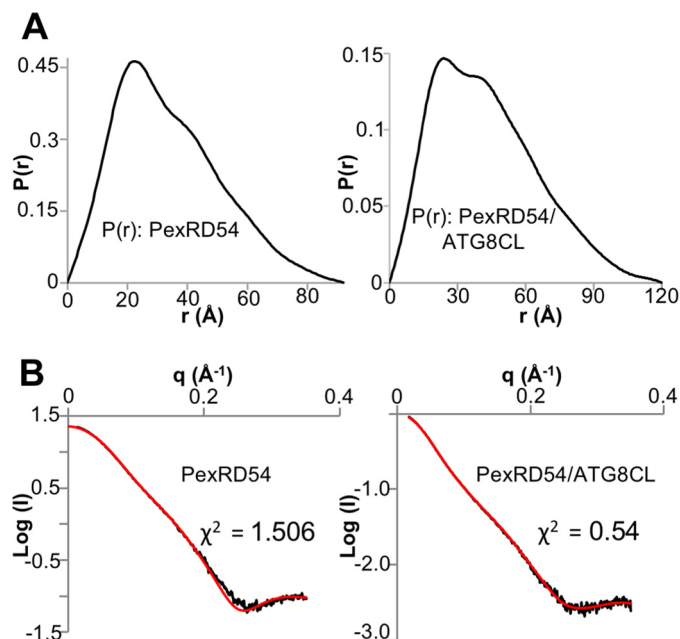 A
0.45
0.3
0.15
0
P(r)
P(r): PexRD54
0
20
40
60
80
r (Å)
0.15
0.1
0.05
0
P(r)
P(r): PexRD54/
ATG8CL
0
30
60
90
120
r (Å)
B
q (Å-1)
0
0.2
0.4
1.5
0.5
-0.5
-1.5
Log (I)
PexRD54
χ² = 1.506
q (Å-1)
0
0.2
0.4
-1.0
-2.0
-3.0
Log (I)
PexRD54/ATG8CL
χ² = 0.54